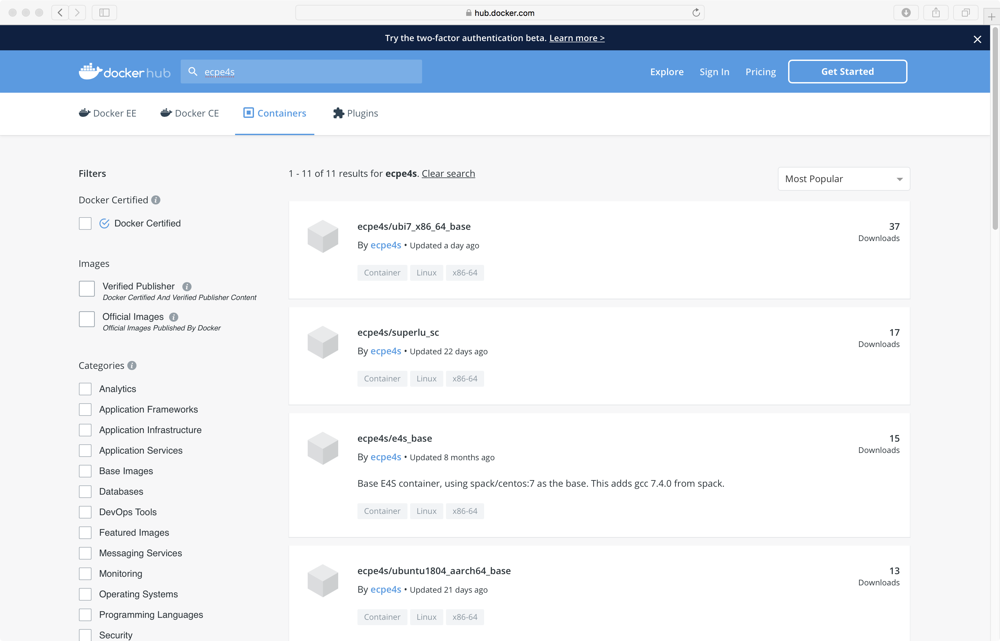 hub.docker.com
Try the two-factor authentication beta. Learn more >
docker hub
ecpe4s
Explore
Sign In
Pricing
Get Started
Docker EE
Docker CE
Containers
Plugins
Filters
Docker Certified
Docker Certified
Images
Verified Publisher
Docker Certified And Verified Publisher Content
Official Images
Official Images Published By Docker
Categories
Analytics
Application Frameworks
Application Infrastructure
Application Services
Base Images
Databases
DevOps Tools
Featured Images
Messaging Services
Monitoring
Operating Systems
Programming Languages
Security
1 - 11 of 11 results for ecpe4s. Clear search
Most Popular
ecpe4s/ubi7_x86_64_base
By ecpe4s • Updated a day ago
Container Linux x86-64
37
Downloads
ecpe4s/superlu_sc
By ecpe4s • Updated 22 days ago
Container Linux x86-64
17
Downloads
ecpe4s/e4s_base
By ecpe4s • Updated 8 months ago
Base E4S container, using spack/centos:7 as the base. This adds gcc 7.4.0 from spack.
Container Linux x86-64
15
Downloads
ecpe4s/ubuntu1804_aarch64_base
By ecpe4s • Updated 21 days ago
Container Linux x86-64
13
Downloads